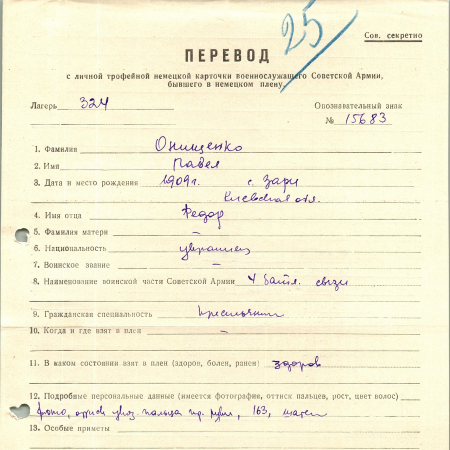 25
Сов. секретно
ПЕРЕВОД
с личной трофейной немецкой карточки военнослужащего Советской Армии,
бывшего в немецком плену
Лагерь 324 Опознавательный знак
№ 15683
1. Фамилия Онищенко
2. Имя Павел
3. Дата и место рождения 1909г. с. Зари
Киевская обл.
4. Имя отца Федор
5. Фамилия матери —
6. Национальность украинец
7. Воинское звание —
8. Наименование воинской части Советской Армии 4 бат. связи
9. Гражданская специальность крестьянин
10. Когда и где взят в плен —
11. В каком состоянии взят в плен (здоров, болен, ранен) здоров
12. Подробные персональные данные (имеется фотография, оттиск пальцев, рост, цвет волос)
фото, оттиск указ. пальца пр. руки, 163, шатен
13. Особые приметы